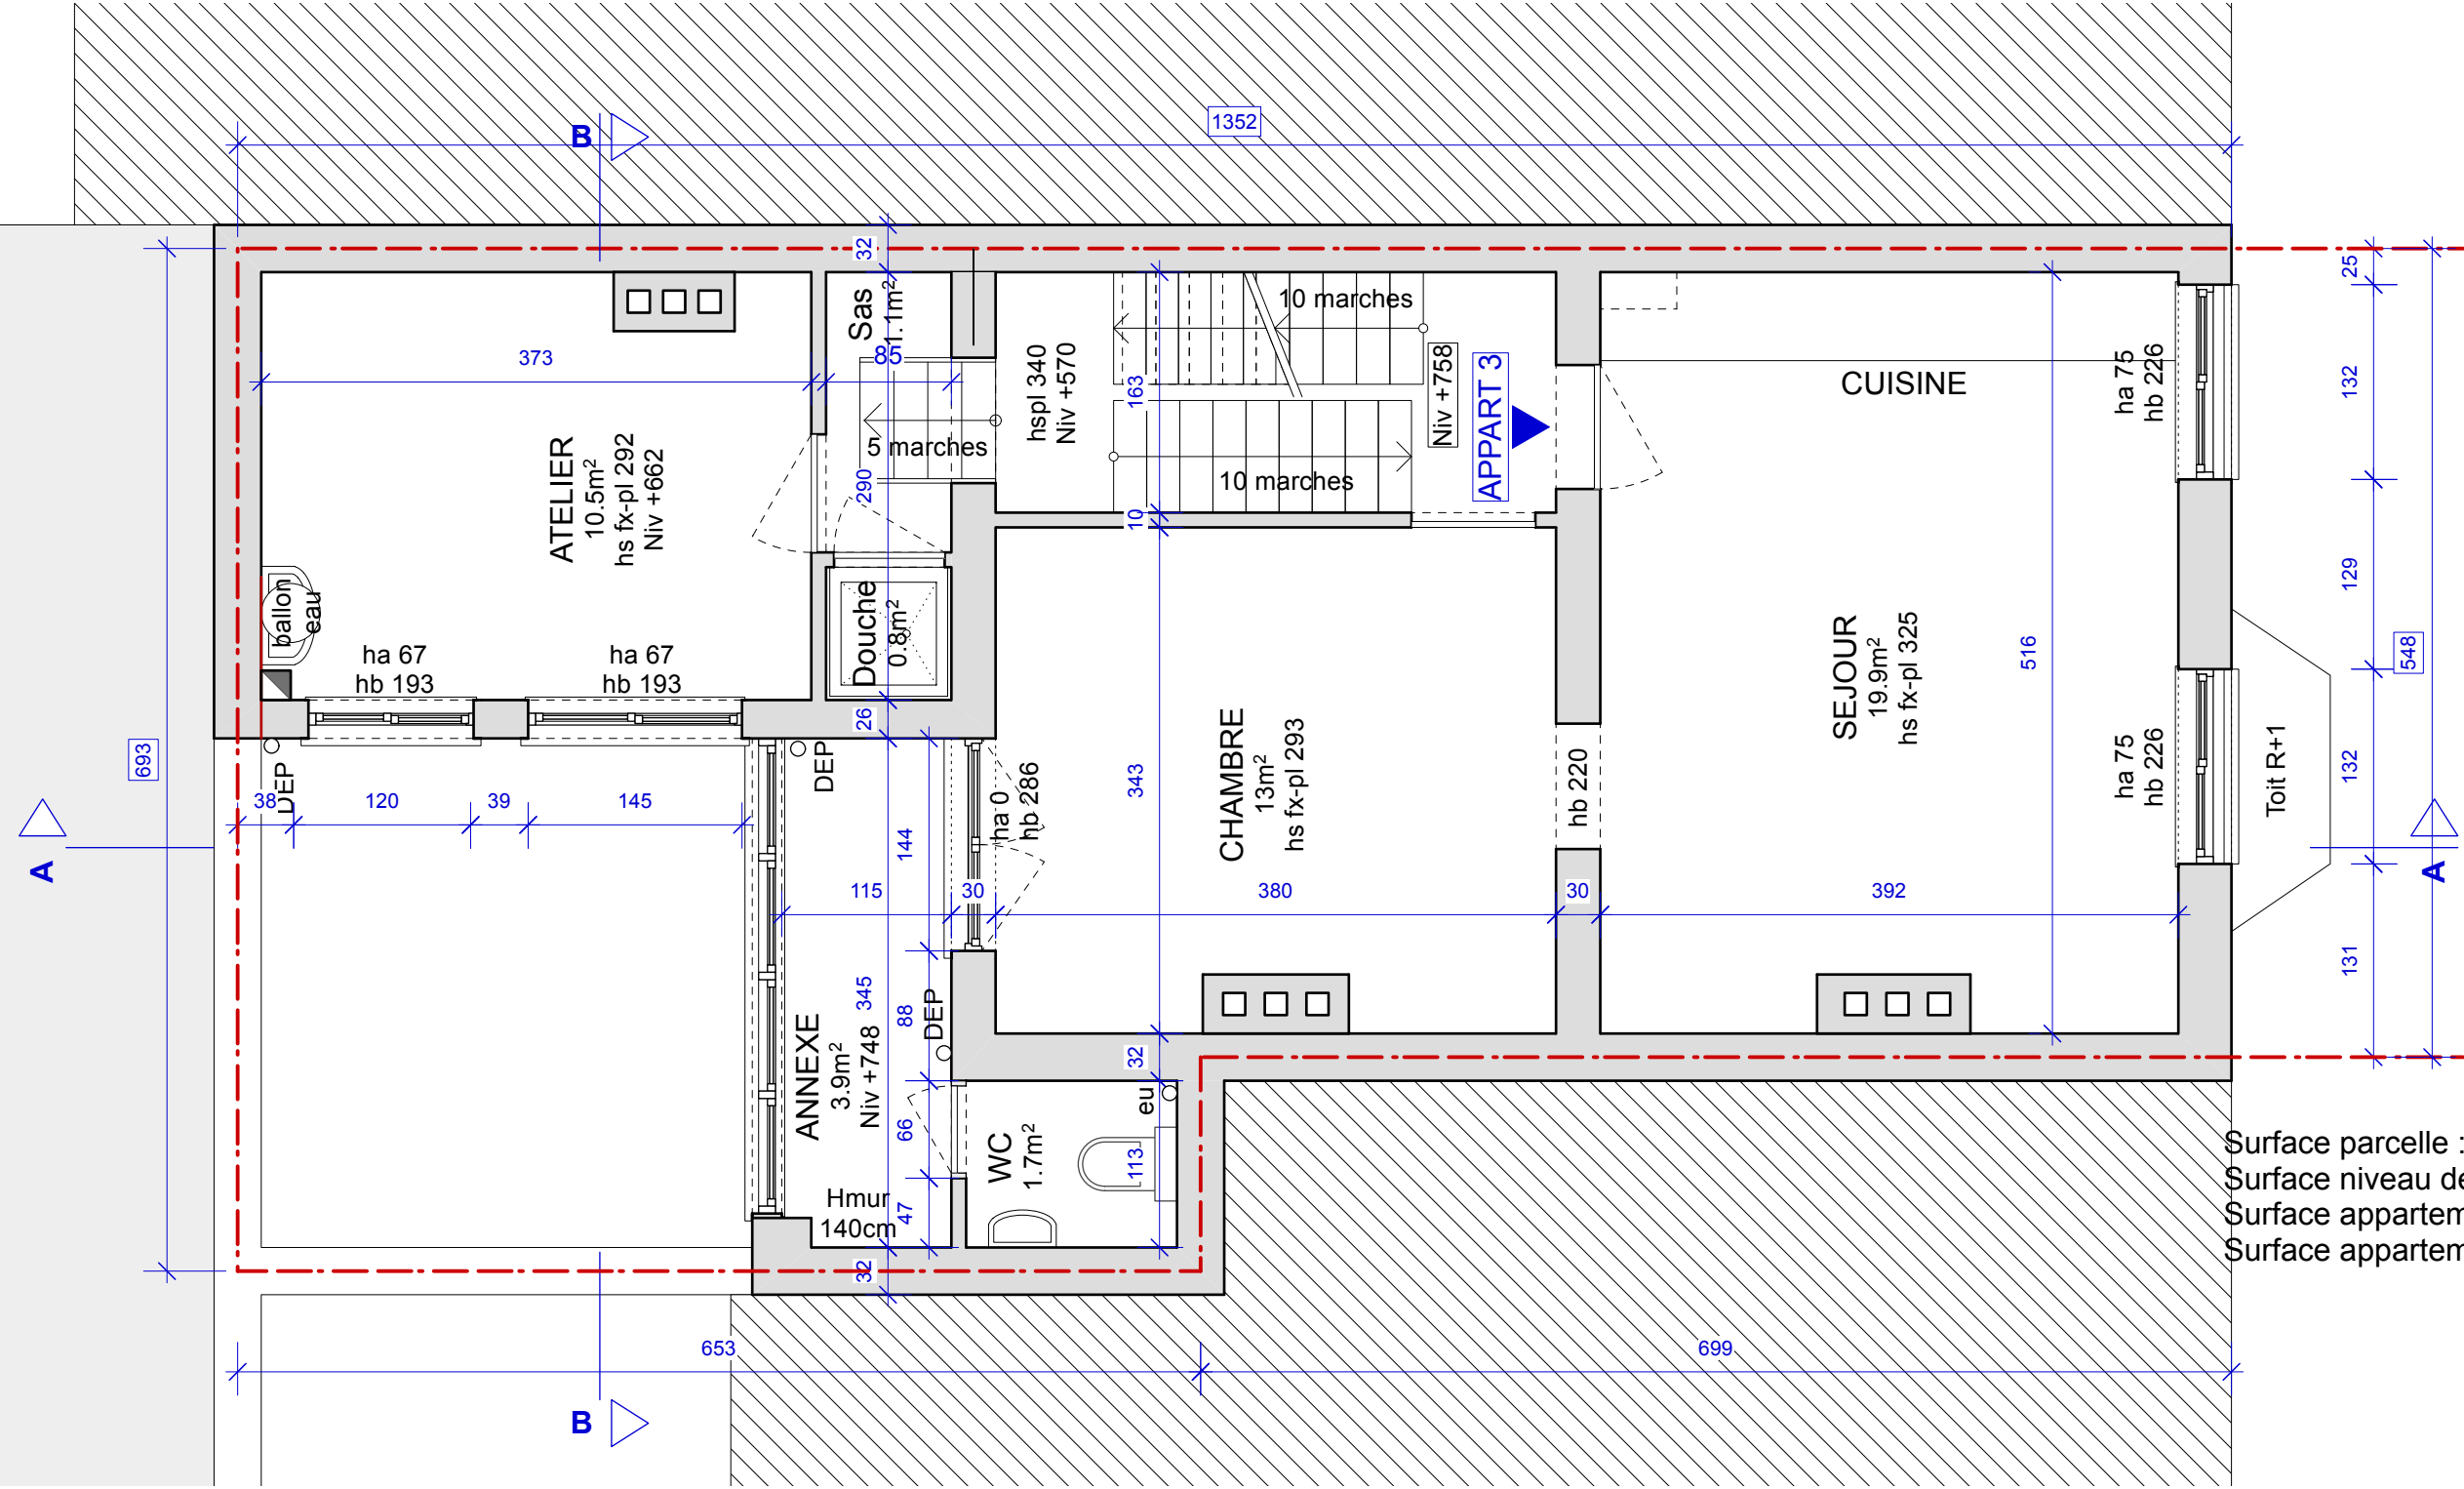 1352
B
32
25
Sas
1.1m²
10 marches
373
85
hspl 340
Niv +570
163
Niv +758
APPART 3
CUISINE
ha 75
hb 226
132
5 marches
10 marches
ATELIER
10.5m²
hs fx-pl 292
Niv +662
290
10
129
ballon
eau
Douche
0.8m²
ha 67
hb 193
ha 67
hb 193
SEJOUR
19.9m²
hs fx-pl 325
516
548
26
693
DEP
DEP
38
120
39
145
ha 0
hb 286
144
343
CHAMBRE
13m²
hs fx-pl 293
hb 220
ha 75
hb 226
Toit R+1
132
A
A
115
30
380
30
392
131
345
88
DEP
ANNEXE
3.9m²
Niv +748
32
eu
66
WC
1.7m²
113
Hmur
140cm
47
32
Surface parcelle :
Surface niveau de
Surface appartem
Surface appartem
653
699
B